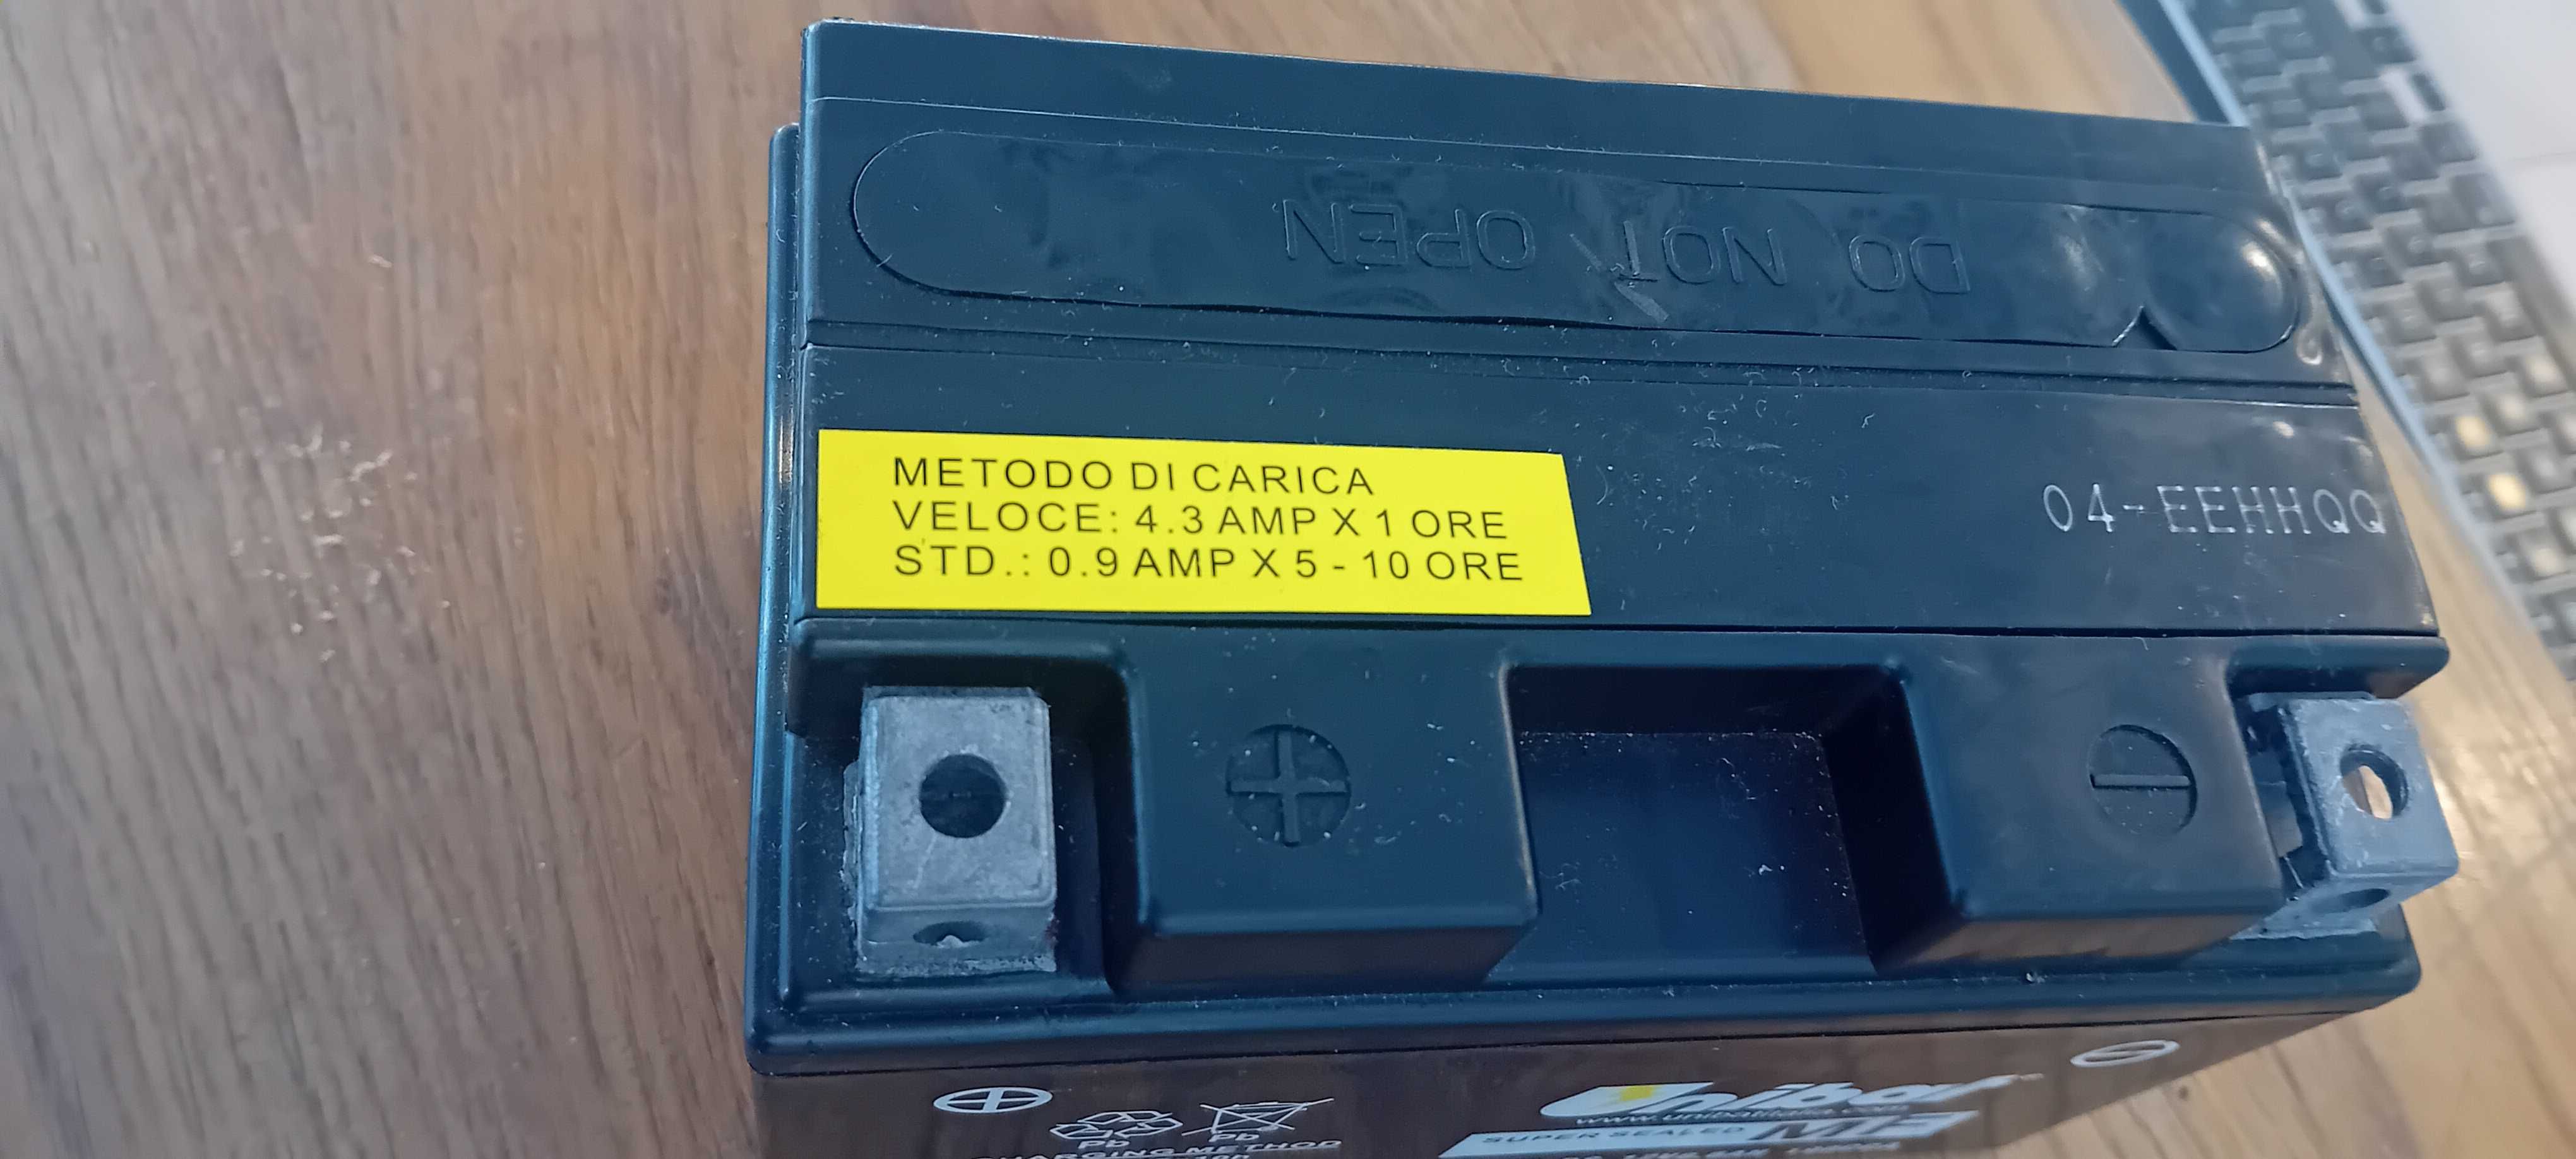 DO NOT OPEN
METODO DI CARICA
VELOCE: 4.3 AMP X 1 ORE
STD.: 0.9 AMP X 5 - 10 ORE
04-EEHHQQ
Unibat
Pb Pb
SUPER SEALED MF
CHARGING METHOD